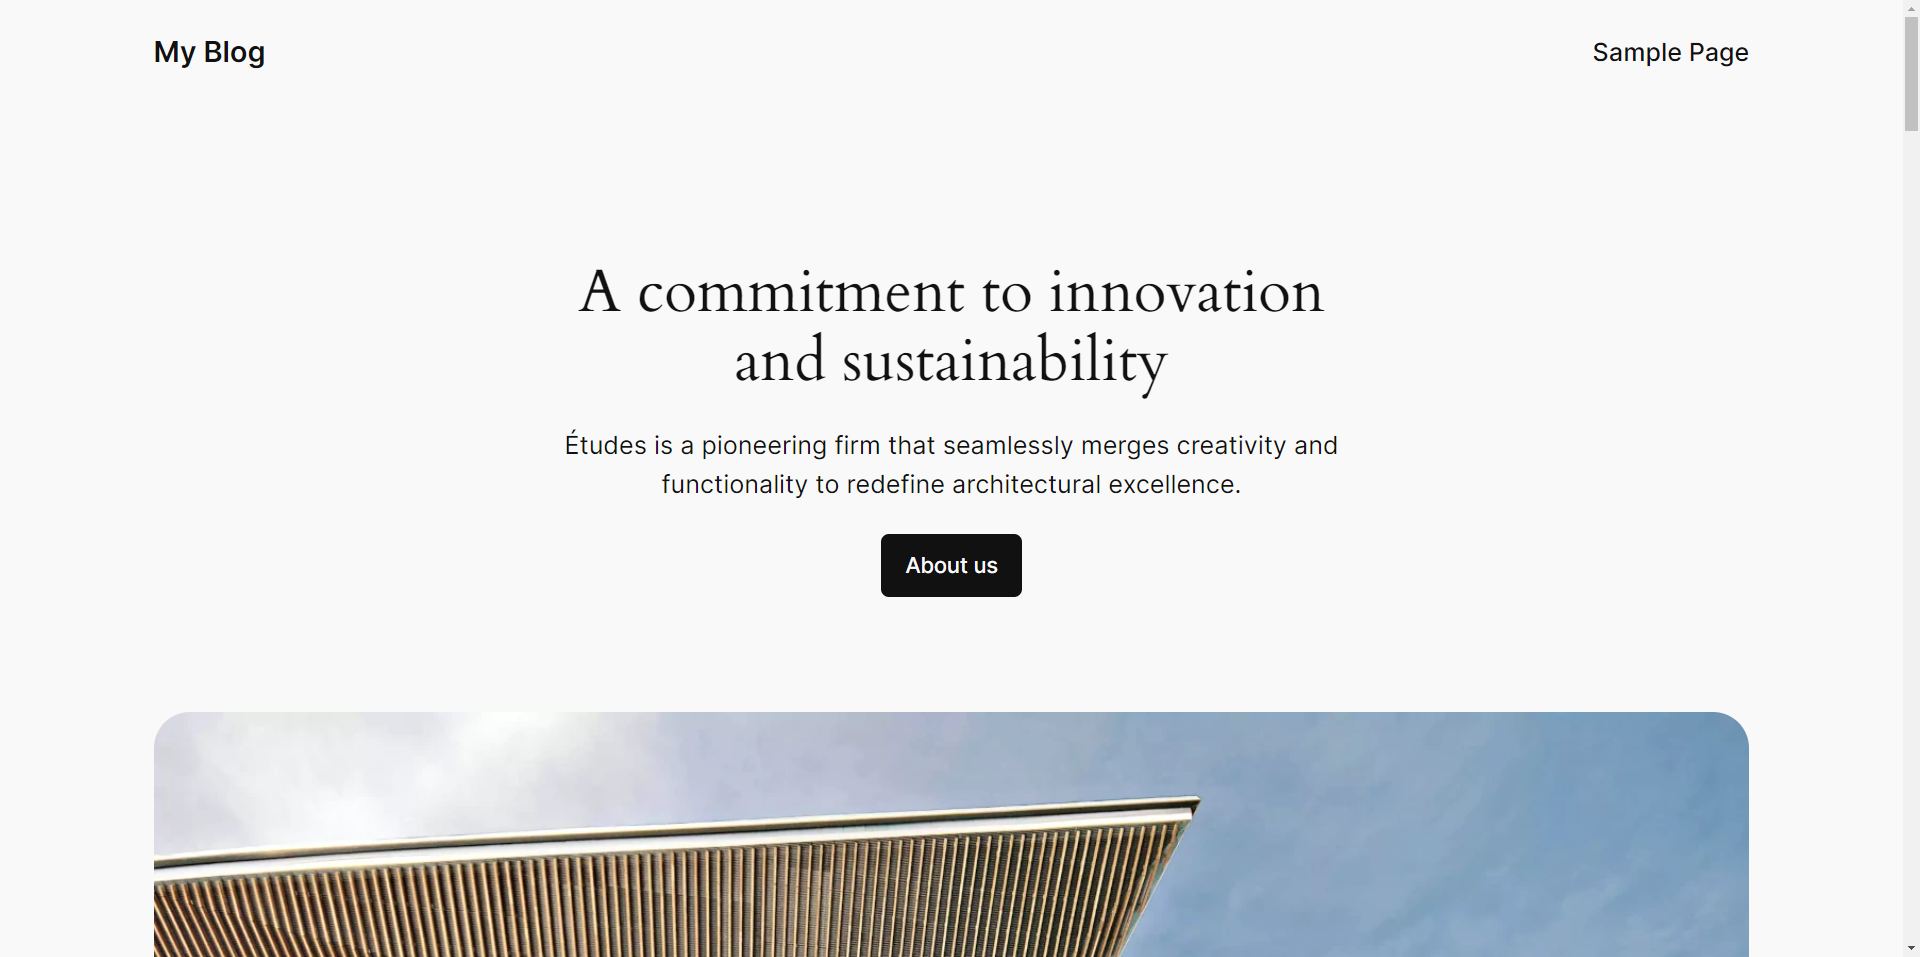 My Blog
Sample Page
A commitment to innovation
and sustainability
Études is a pioneering firm that seamlessly merges creativity and
functionality to redefine architectural excellence.
About us